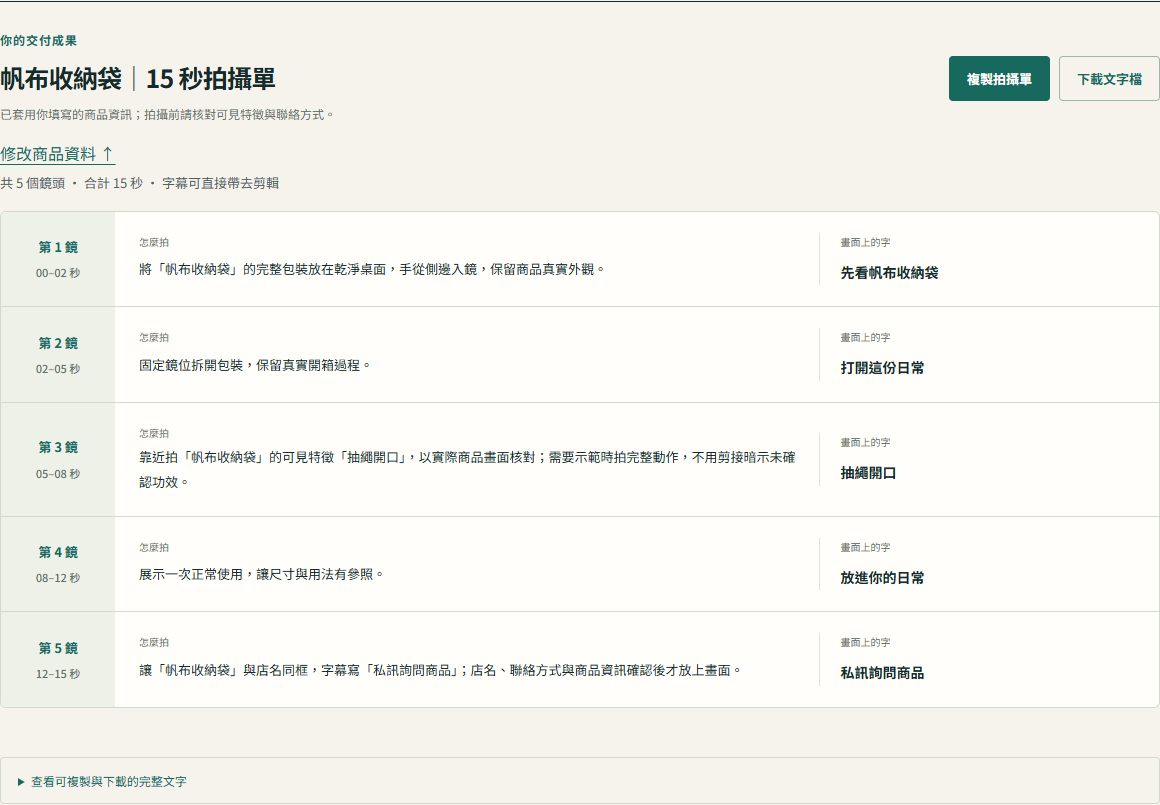 你的交付成果
帆布收納袋｜15 秒拍攝單
複製拍攝單
下載文字檔
已套用你填寫的商品資訊；拍攝前請核對可見特徵與聯絡方式。
修改商品資料 ↑
共 5 個鏡頭 · 合計 15 秒 · 字幕可直接帶去剪輯
第 1 鏡
00–02 秒
怎麼拍
將「帆布收納袋」的完整包裝放在乾淨桌面，手從側邊入鏡，保留商品真實外觀。
畫面上的字
先看帆布收納袋
第 2 鏡
02–05 秒
怎麼拍
固定鏡位拆開包裝，保留真實開箱過程。
畫面上的字
打開這份日常
第 3 鏡
05–08 秒
怎麼拍
靠近拍「帆布收納袋」的可見特徵「抽繩開口」，以實際商品畫面核對；需要示範時拍完整動作，不用剪接暗示未確
認功效。
畫面上的字
抽繩開口
第 4 鏡
08–12 秒
怎麼拍
展示一次正常使用，讓尺寸與用法有參照。
畫面上的字
放進你的日常
第 5 鏡
12–15 秒
怎麼拍
讓「帆布收納袋」與店名同框，字幕寫「私訊詢問商品」；店名、聯絡方式與商品資訊確認後才放上畫面。
畫面上的字
私訊詢問商品
▶ 查看可複製與下載的完整文字